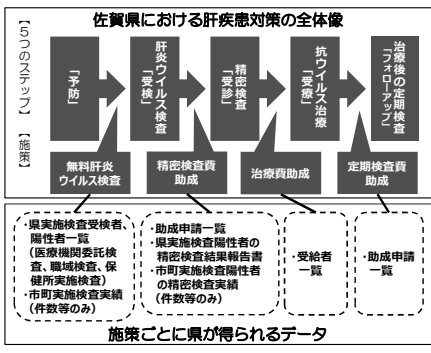 佐賀県における肝疾患対策の全体像
【5つのステップ】
「予防」
肝炎ウイルス検査
「受検」
精密検査
「受診」
抗ウイルス治療
「受療」
治療後の定期検査
「フォローアップ」
【施策】
無料肝炎
ウイルス検査
精密検査費
助成
治療費助成
定期検査費
助成
・県実施検査受検者、
陽性者一覧
(医療機関委託検
査、職域検査、保
健所実施検査)
・市町実施検査実績
(件数等のみ)
・助成申請一覧
・県実施検査陽性者の
精密検査結果報告書
・市町実施検査陽性者
の精密検査実績
(件数等のみ)
・受給者
一覧
・助成申請
一覧
施策ごとに県が得られるデータ